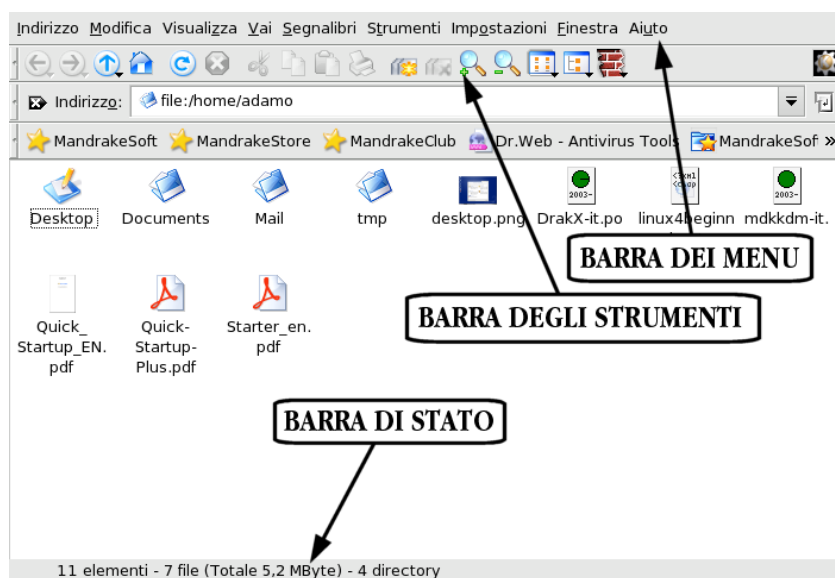 Indirizzo Modifica Visualizza Vai Segnalibri Strumenti Impostazioni Finestra Aiuto
Indirizzo: file:/home/adamo
MandrakeSoft MandrakeStore MandrakeClub Dr.Web - Antivirus Tools MandrakeSof
Desktop Documents Mail tmp desktop.png DrakX-it.po linux4beginn mdkkdm-it.
BARRA DEI MENU
BARRA DEGLI STRUMENTI
Quick_
Startup_EN.
pdf
Quick-
Startup-
Plus.pdf
Starter_en.
pdf
BARRA DI STATO
11 elementi - 7 file (Totale 5,2 MByte) - 4 directory